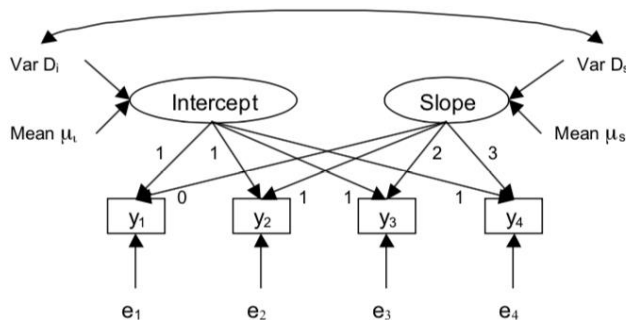 Var Di
Var Ds
Intercept
Slope
Mean μι
Mean μs
1
1
2
3
0
1
1
1
y1
y2
y3
y4
e1
e2
e3
e4